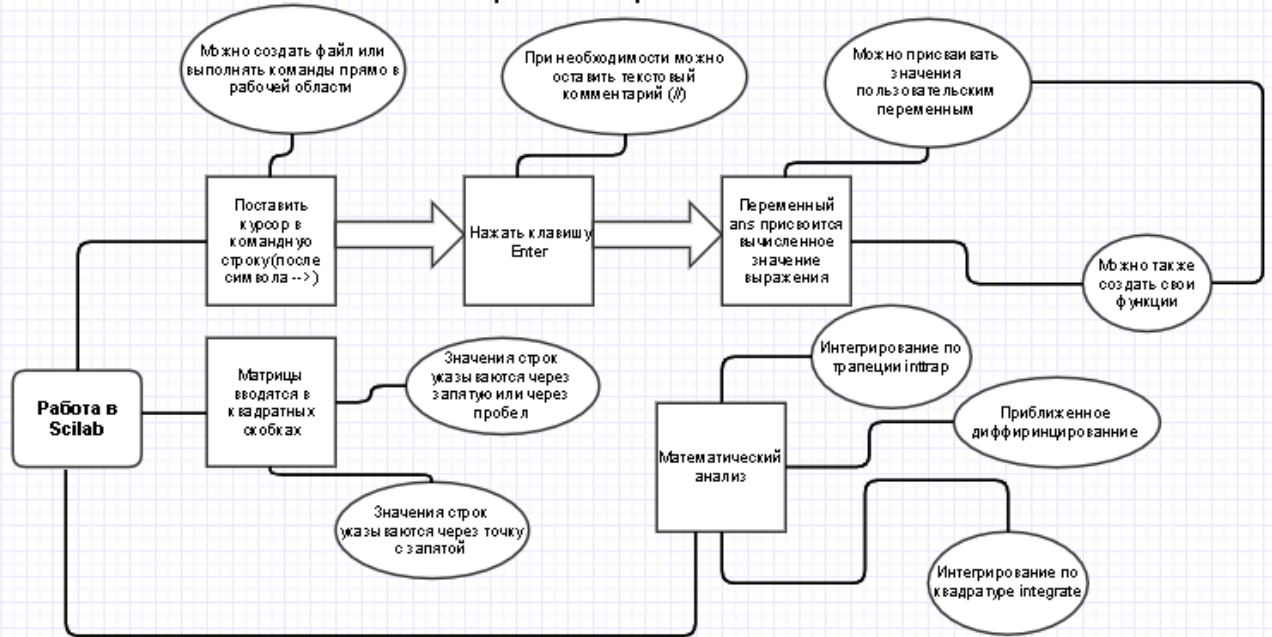 Можно создать файл или
выполнять команды прямо в
рабочей области
При необходимости можно
оставить текстовый
комментарий (//)
Можно присваивать
значения
пользовательским
переменным
Поставить
курсор в
командную
строку(после
символа -->)
Нажать клавишу
Enter
Переменный
ans присвоится
вычисленное
значение
выражения
Можно также
создать свои
функции
Работа в
Scilab
Матрицы
вводятся в
квадратных
скобках
Значения строк
указываются через
запятую или через
пробел
Значения строк
указываются через точку
с запятой
Математический
анализ
Интегрирование по
трапеции inttrap
Приближенное
диффиринцированние
Интегрирование по
квадратуре integrate